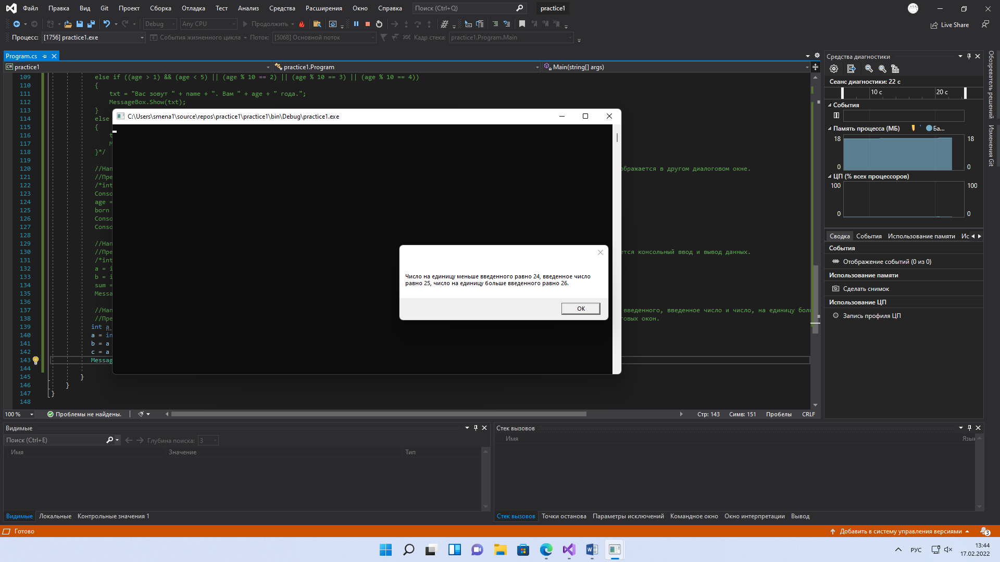 Файл Правка Вид Git Проект Сборка Отладка Тест Анализ Средства Расширения Окно Справка Поиск (Ctrl+Q) practice1
Debug Any CPU Продолжить Live Share
Процесс: [1756] practice1.exe События жизненного цикла Поток: [5068] Основной поток Кадр стека: practice1.Program.Main
Program.cs
practice1 practice1.Program Main(string[] args)
109 else if ((age > 1) && (age < 5) || (age % 10 == 2) || (age % 10 == 3) || (age % 10 == 4))
110 {
111 txt = "Вас зовут " + name + ". Вам " + age + " года.";
112 MessageBox.Show(txt);
113 }
114 else
115 {
116 t
117 M
118 }*/
119
120 //Нап ображается в другом диалоговом окне.
121 //Пре
122 /*int
123 Conso
124 age =
125 born
126 Conso
127 Conso
128
129 //Нап
130 //Пре ется консольный ввод и вывод данных.
131 /*int
132 a = i
133 b = i
134 sum =
135 Messa
136
137 //Нап введенного, введенное число и число, на единицу бол
138 //Пре говых окон.
139 int a
140 a = in
141 b = a
142 c = a
143 Messag
144
145 }
146 }
147 }
148
C:\Users\smena1\source\repos\practice1\practice1\bin\Debug\practice1.exe
Число на единицу меньше введенного равно 24, введенное число
равно 25, число на единицу больше введенного равно 26.
OK
100 % Проблемы не найдены. Стр: 143 Симв: 151 Пробелы CRLF
Средства диагностики
Сеанс диагностики: 22 с
10 с 20 с
События
Память процесса (МБ) Ба...
18 18
0 0
ЦП (% всех процессоров)
100 100
0 0
Сводка События Использование памяти Ис
События
Отображение событий (0 из 0)
Использование памяти
Сделать снимок
Использование ЦП
Запись профиля ЦП
Обозреватель решений
Изменения Git
Видимые
Поиск (Ctrl+E) Глубина поиска: 3
Имя Значение Тип
Видимые Локальные Контрольные значения 1
Стек вызовов
Имя Язык
Стек вызовов Точки останова Параметры исключений Командное окно Окно интерпретации Вывод
Готово Добавить в систему управления версиями 3
РУС 13:44
17.02.2022